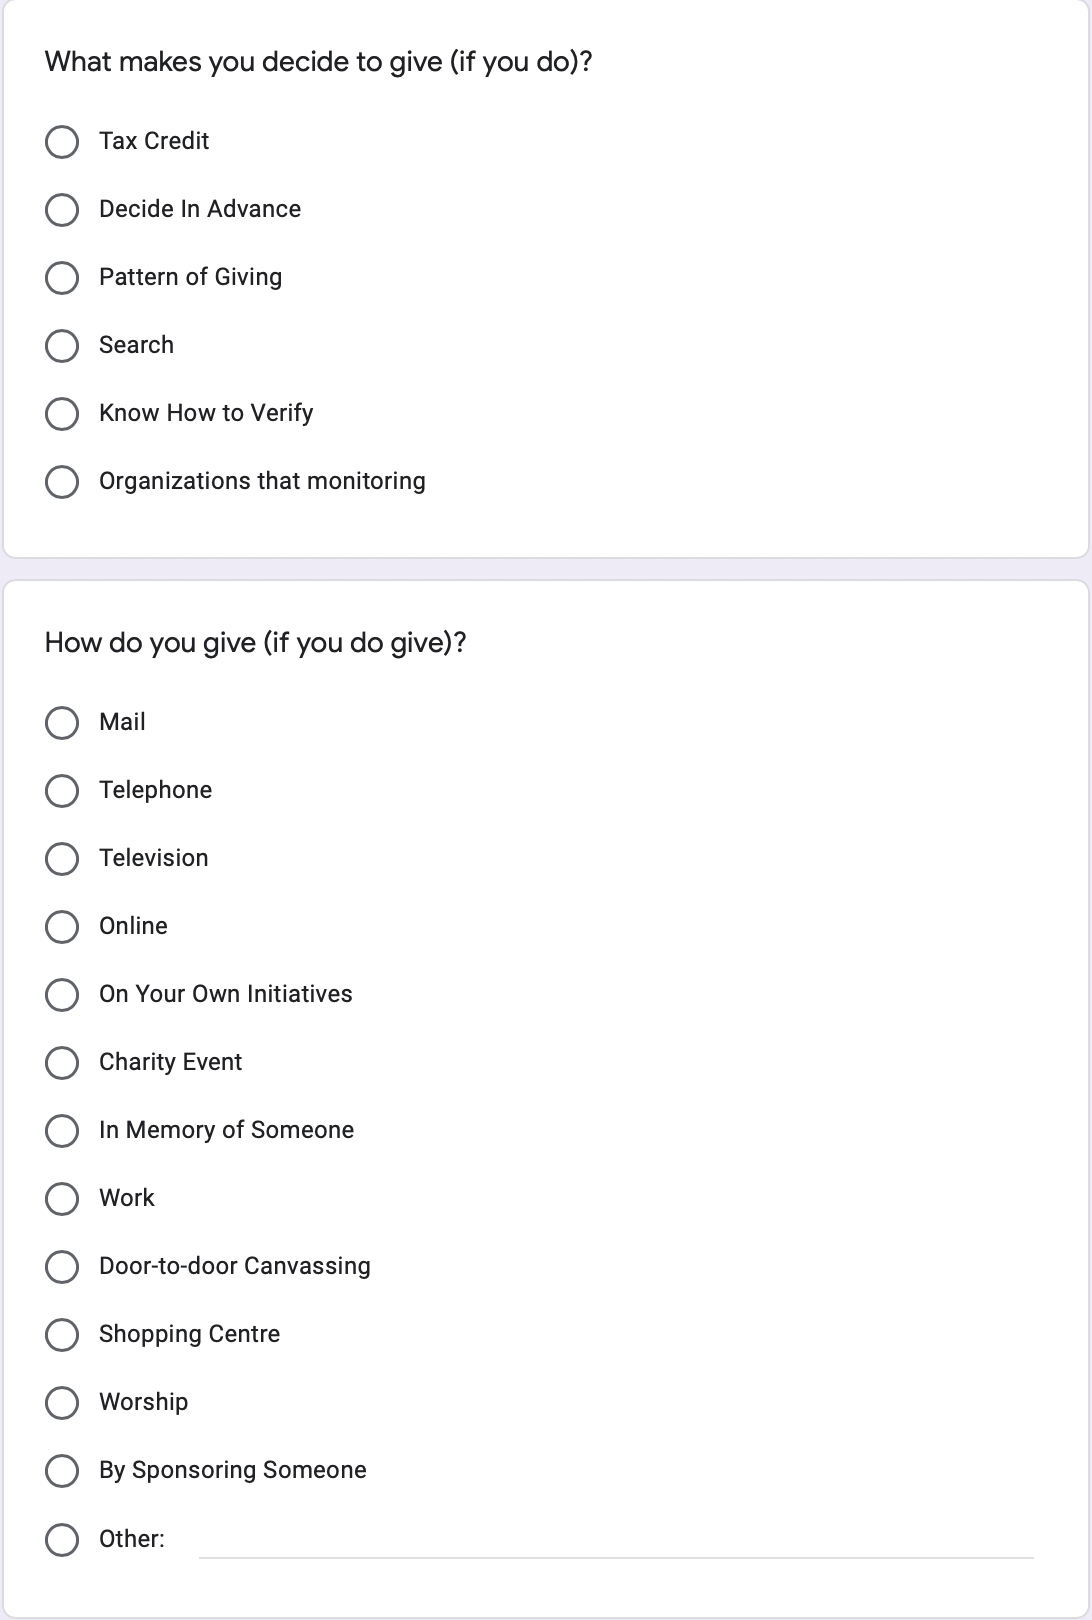 What makes you decide to give (if you do)?
Tax Credit
Decide In Advance
Pattern of Giving
Search
Know How to Verify
Organizations that monitoring
How do you give (if you do give)?
Mail
Telephone
Television
Online
On Your Own Initiatives
Charity Event
In Memory of Someone
Work
Door-to-door Canvassing
Shopping Centre
Worship
By Sponsoring Someone
Other: